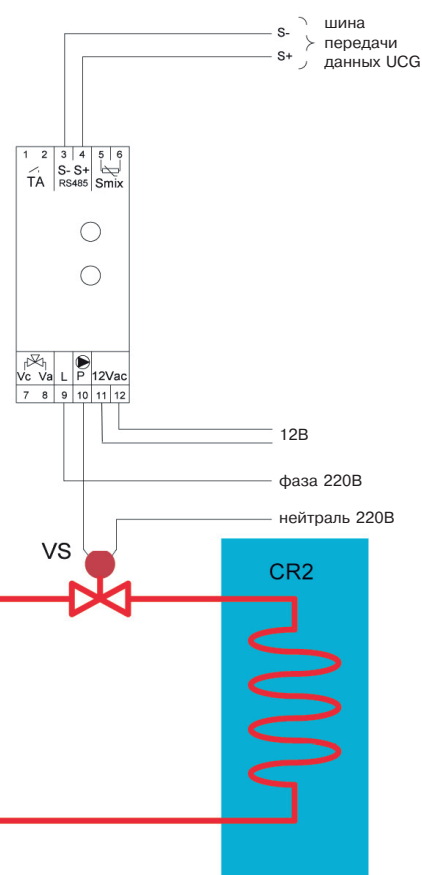 S-
S+
шина
передачи
данных UCG
1 2 3 4 5 6
TA
S- S+
RS485
Smix
Vc Va L P 12Vac
7 8 9 10 11 12
12В
фаза 220В
нейтраль 220В
VS
CR2